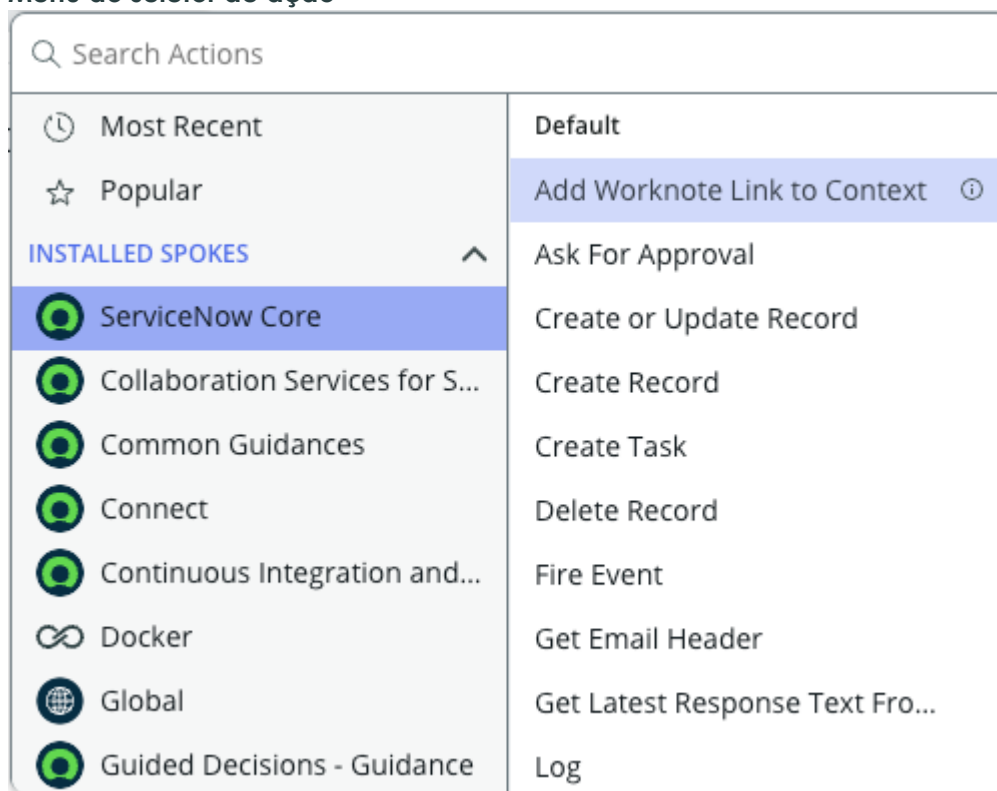 de ação
Search Actions
Most Recent
Popular
INSTALLED SPOKES
ServiceNow Core
Collaboration Services for S...
Common Guidances
Connect
Continuous Integration and...
Docker
Global
Guided Decisions - Guidance
Default
Add Worknote Link to Context
Ask For Approval
Create or Update Record
Create Record
Create Task
Delete Record
Fire Event
Get Email Header
Get Latest Response Text Fro...
Log